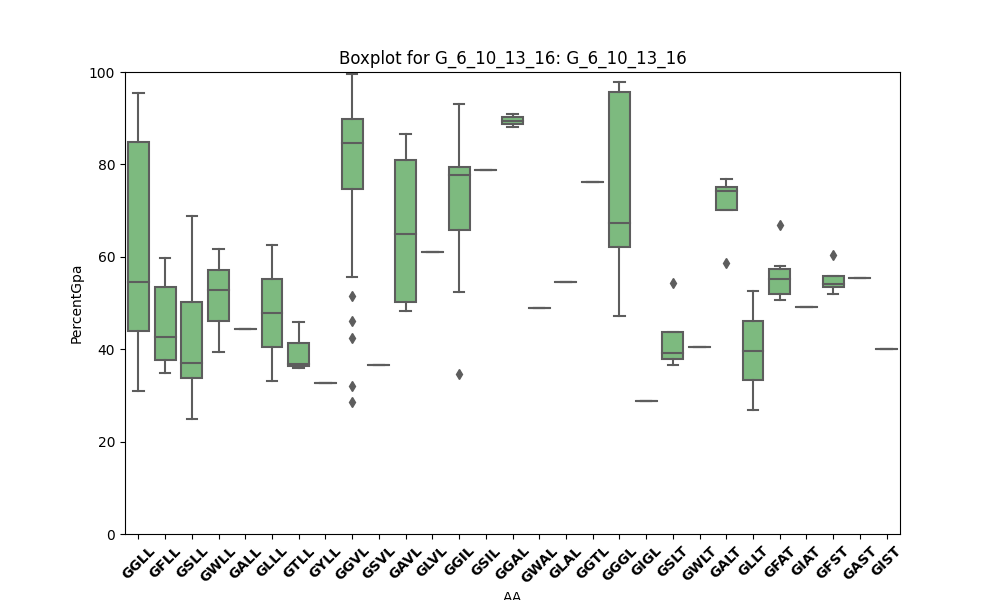 Boxplot for G_6_10_13_16: G_6_10_13_16
100
80
60
40
20
0
PercentGpa
GGLL GFLL GSLL GWLL GALL GLLL GTLL GYLL GGVL GSVL GAVL GLVL GGIL GSIL GGAL GWAL GLAL GGTL GGGL GIGL GSLT GWLT GALT GLLT GFAT GIAT GFST GAST GIST
AA